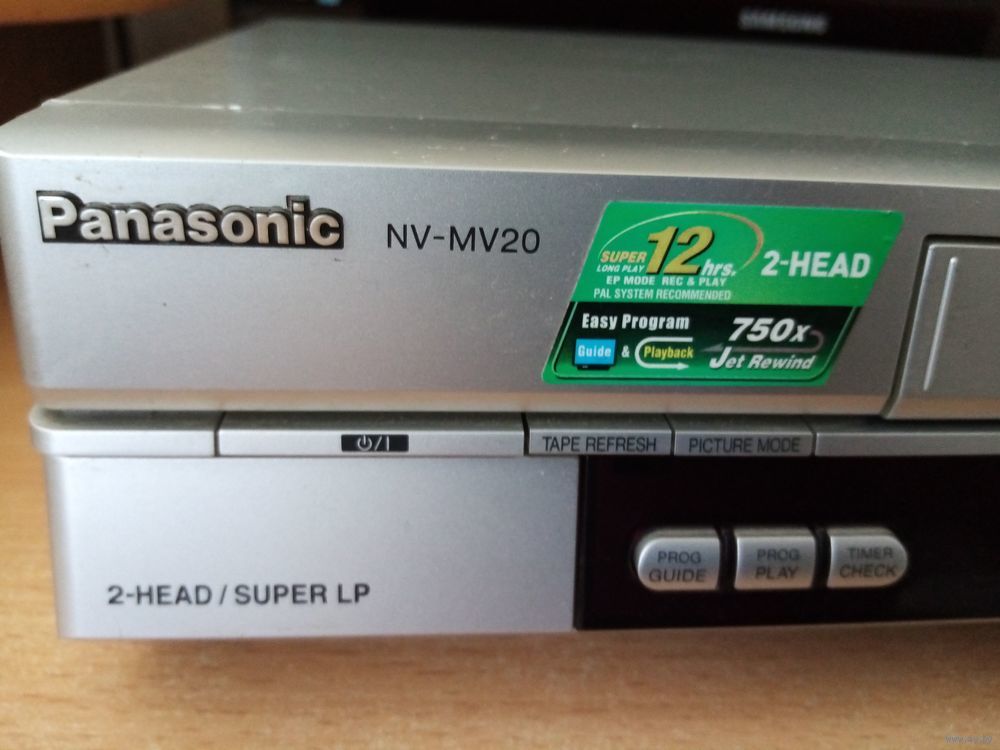 SAMSUNG
Panasonic
NV-MV20
SUPER 12 hrs.
LONG PLAY
EP MODE REC & PLAY
PAL SYSTEM RECOMMENDED
2-HEAD
Easy Program
Guide & Playback
750x
Jet Rewind
⏻/I
TAPE REFRESH
PICTURE MODE
PROG GUIDE
PROG PLAY
TIMER CHECK
2-HEAD / SUPER LP